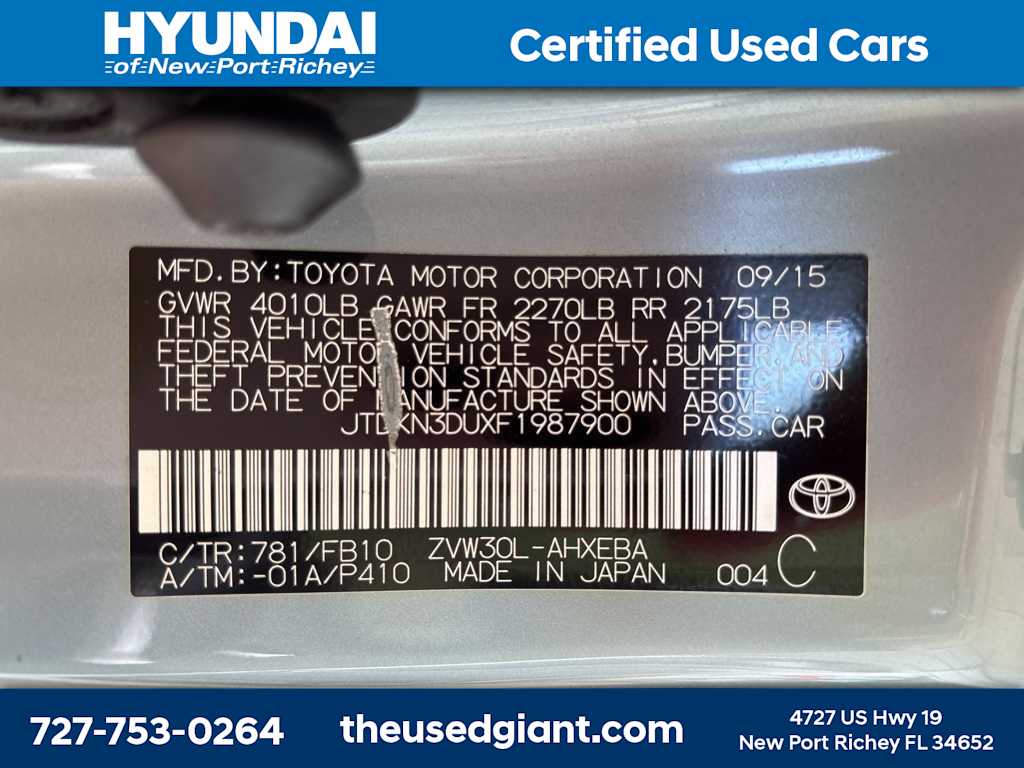 HYUNDAI
of New Port Richey
Certified Used Cars
MFD.BY:TOYOTA MOTOR CORPORATION 09/15
GVWR 4010LB GAWR FR 2270LB RR 2175LB
THIS VEHICLE CONFORMS TO ALL APPLICABLE
FEDERAL MOTOR VEHICLE SAFETY,BUMPER,AND
THEFT PREVENTION STANDARDS IN EFFECT ON
THE DATE OF MANUFACTURE SHOWN ABOVE.
JTDKN3DUXF1987900 PASS.CAR
C/TR:781/FB10 ZVW30L-AHXEBA
A/TM:-01A/P410 MADE IN JAPAN 004 C
727-753-0264
theusedgiant.com
4727 US Hwy 19
New Port Richey FL 34652